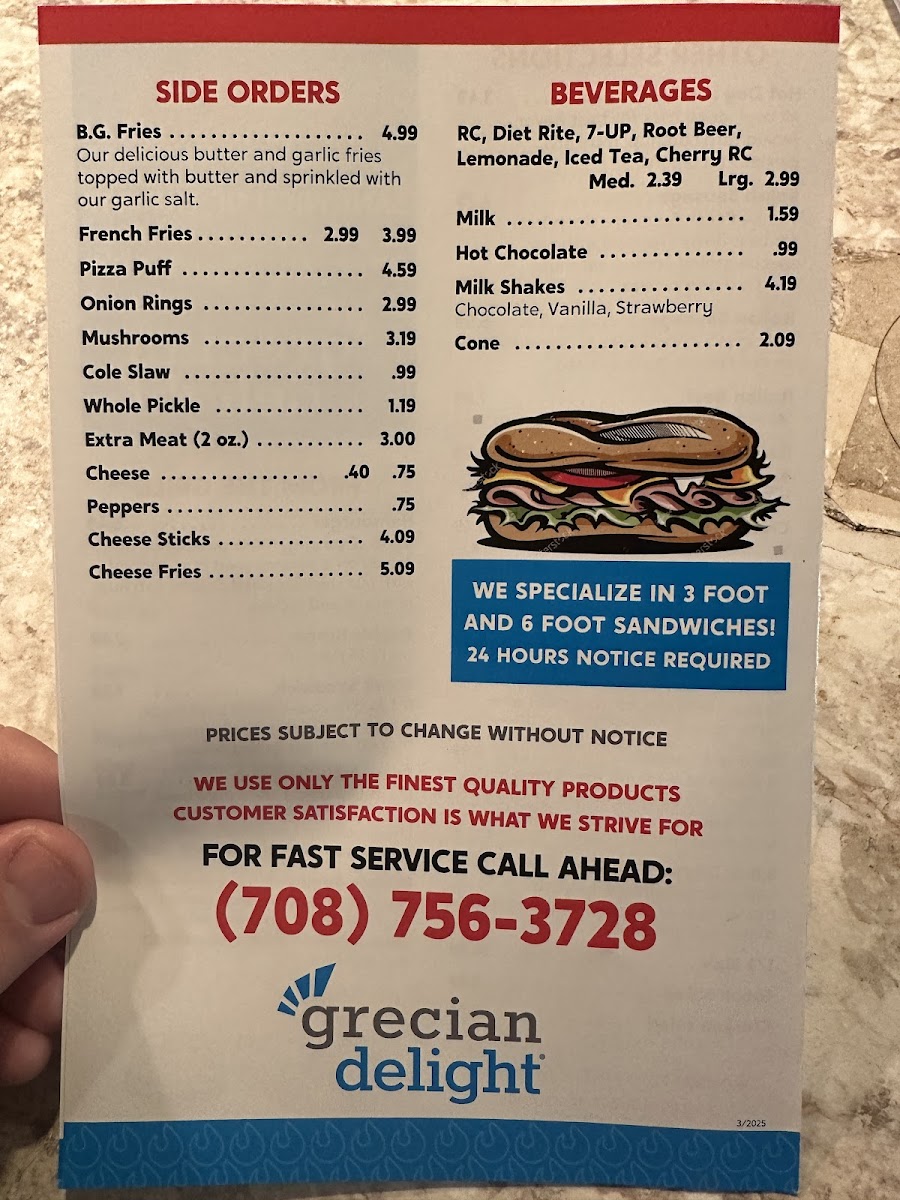 SIDE ORDERS
B.G. Fries ................... 4.99
Our delicious butter and garlic fries
topped with butter and sprinkled with
our garlic salt.
French Fries........... 2.99 3.99
Pizza Puff .................. 4.59
Onion Rings ................ 2.99
Mushrooms ................ 3.19
Cole Slaw .................. .99
Whole Pickle ............... 1.19
Extra Meat (2 oz.) ........... 3.00
Cheese ................ .40 .75
Peppers .................... .75
Cheese Sticks ............... 4.09
Cheese Fries ................ 5.09
BEVERAGES
RC, Diet Rite, 7-UP, Root Beer,
Lemonade, Iced Tea, Cherry RC
Med. 2.39 Lrg. 2.99
Milk ........................ 1.59
Hot Chocolate .............. .99
Milk Shakes ................ 4.19
Chocolate, Vanilla, Strawberry
Cone ...................... 2.09
WE SPECIALIZE IN 3 FOOT
AND 6 FOOT SANDWICHES!
24 HOURS NOTICE REQUIRED
PRICES SUBJECT TO CHANGE WITHOUT NOTICE
WE USE ONLY THE FINEST QUALITY PRODUCTS
CUSTOMER SATISFACTION IS WHAT WE STRIVE FOR
FOR FAST SERVICE CALL AHEAD:
(708) 756-3728
grecian
delight
3/2025